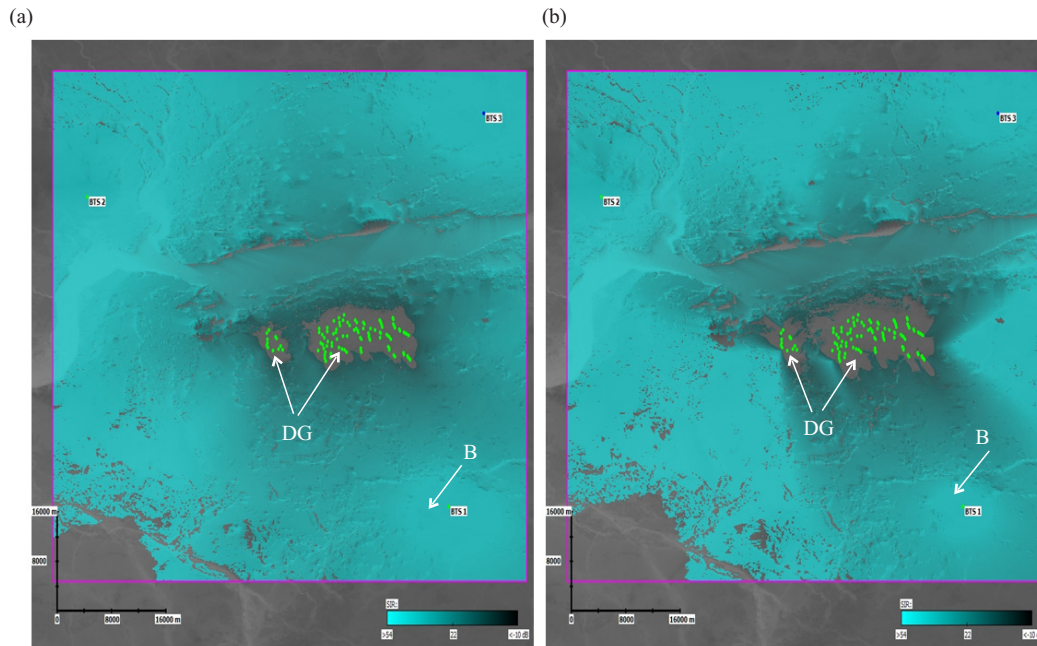 (a)
(b)
BTS 3
BTS 3
BTS 2
BTS 2
DG
DG
B
B
BTS 1
BTS 1
16000 m
8000
0 8000 16000 m
SIR:
>54 22 <-10 dB
16000 m
8000
0 8000 16000 m
SIR:
>54 22 <-10 dB